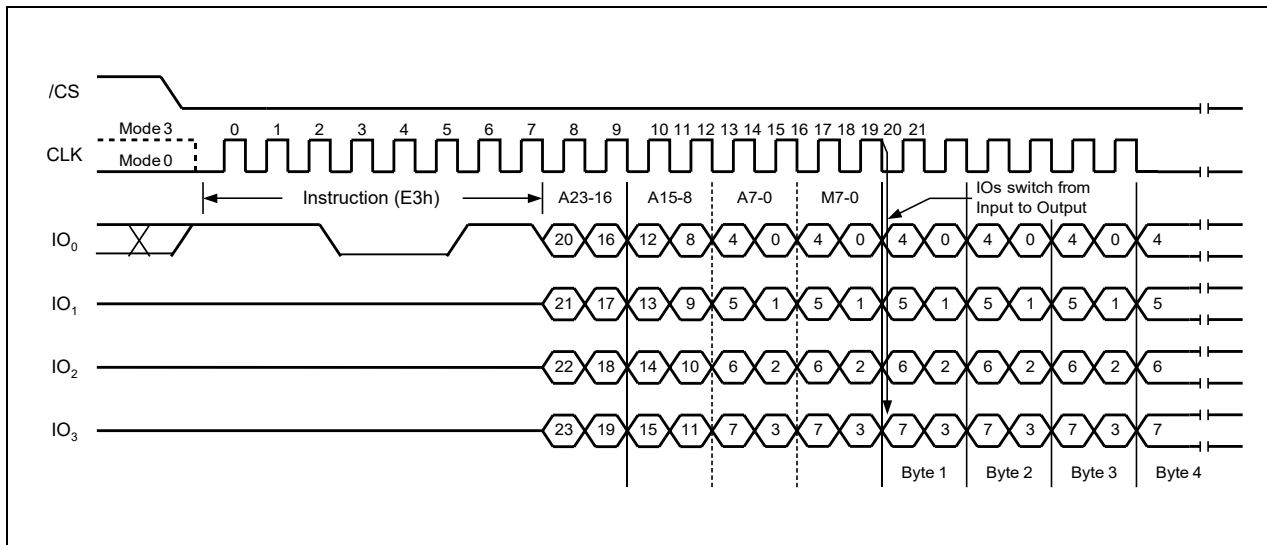 /CS
Mode 3
0 1 2 3 4 5 6 7 8 9 10 11 12 13 14 15 16 17 18 19 20 21
CLK
Mode 0
Instruction (E3h) A23-16 A15-8 A7-0 M7-0 IOs switch from
Input to Output
IO0 20 16 12 8 4 0 4 0 4 0 4 0 4 0 4
IO1 21 17 13 9 5 1 5 1 5 1 5 1 5 1 5
IO2 22 18 14 10 6 2 6 2 6 2 6 2 6 2 6
IO3 23 19 15 11 7 3 7 3 7 3 7 3 7 3 7
Byte 1 Byte 2 Byte 3 Byte 4